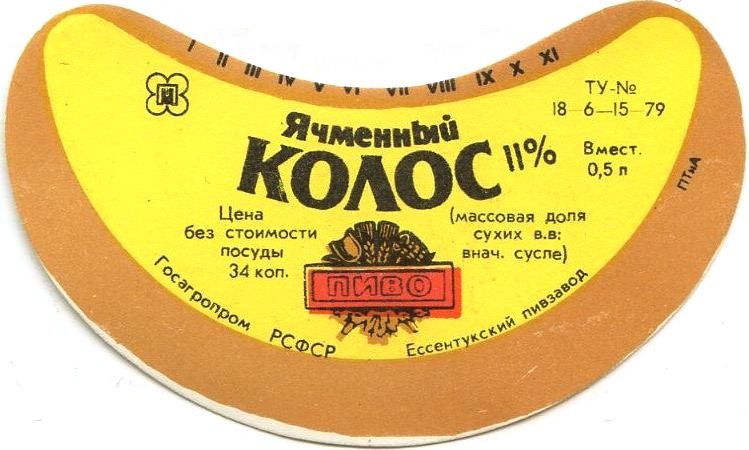 I II III IV V VI VII VIII IX X XI
ТУ-№
18—6—15—79
Ячменный
КОЛОС 11%
Вмест.
0,5 л
ПТиА
Цена
без стоимости
посуды
34 коп.
(массовая доля
сухих в.в:
внач. сусле)
ПИВО
Госагропром РСФСР
Ессентукский пивзавод